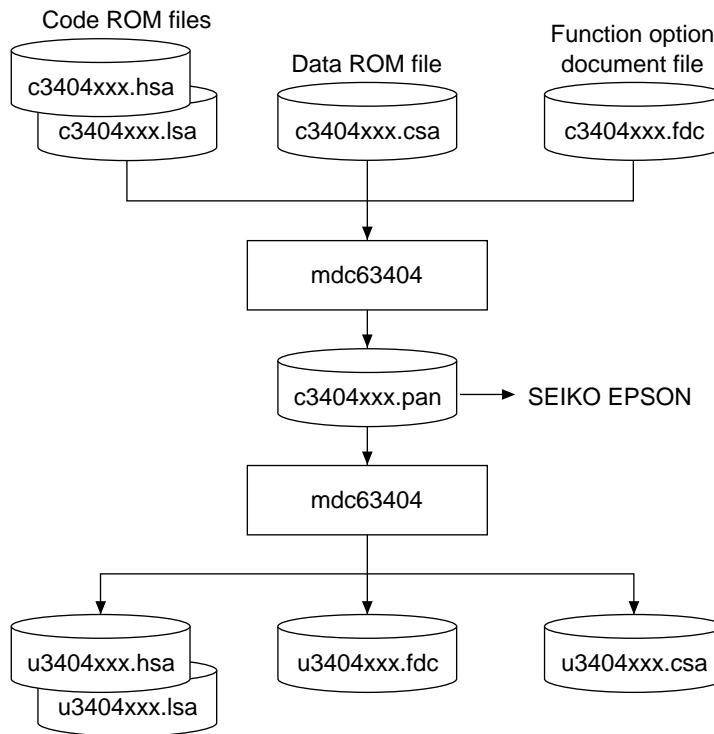 Code ROM files
c3404xxx.hsa
c3404xxx.lsa
Data ROM file
c3404xxx.csa
Function option
document file
c3404xxx.fdc
mdc63404
c3404xxx.pan
SEIKO EPSON
mdc63404
u3404xxx.hsa
u3404xxx.lsa
u3404xxx.fdc
u3404xxx.csa